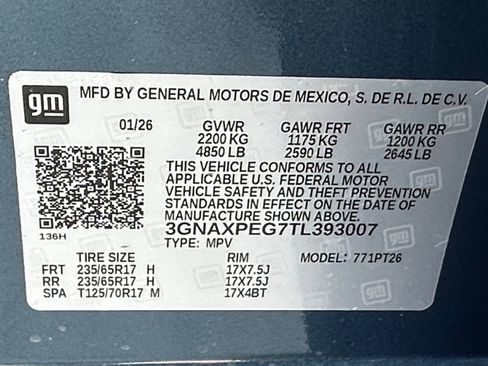 gm MFD BY GENERAL MOTORS DE MEXICO, S. DE R.L. DE C.V.
01/26 GVWR GAWR FRT GAWR RR
2200 KG 1175 KG 1200 KG
4850 LB 2590 LB 2645 LB
THIS VEHICLE CONFORMS TO ALL
APPLICABLE U.S. FEDERAL MOTOR
VEHICLE SAFETY AND THEFT PREVENTION
STANDARDS IN EFFECT ON THE DATE OF
MANUFACTURE SHOWN ABOVE.
136H 3GNAXPEG7TL393007
TYPE: MPV
TIRE SIZE RIM MODEL: 771PT26
FRT 235/65R17 H 17X7.5J
RR 235/65R17 H 17X7.5J
SPA T125/70R17 M 17X4BT